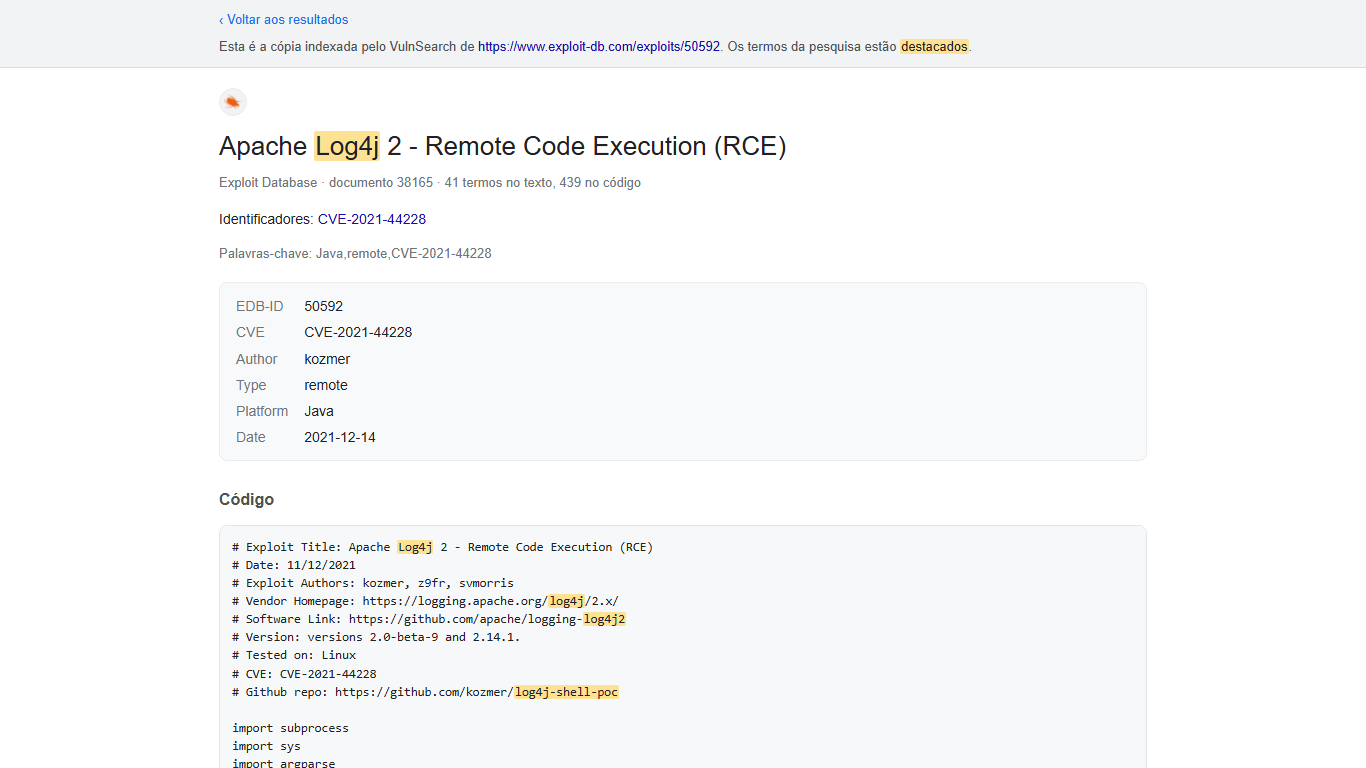 ‹ Voltar aos resultados
Esta é a cópia indexada pelo VulnSearch de https://www.exploit-db.com/exploits/50592. Os termos da pesquisa estão destacados.
Apache Log4j 2 - Remote Code Execution (RCE)
Exploit Database · documento 38165 · 41 termos no texto, 439 no código
Identificadores: CVE-2021-44228
Palavras-chave: Java,remote,CVE-2021-44228
EDB-ID 50592
CVE CVE-2021-44228
Author kozmer
Type remote
Platform Java
Date 2021-12-14
Código
# Exploit Title: Apache Log4j 2 - Remote Code Execution (RCE)
# Date: 11/12/2021
# Exploit Authors: kozmer, z9fr, svmorris
# Vendor Homepage: https://logging.apache.org/log4j/2.x/
# Software Link: https://github.com/apache/logging-log4j2
# Version: versions 2.0-beta-9 and 2.14.1.
# Tested on: Linux
# CVE: CVE-2021-44228
# Github repo: https://github.com/kozmer/log4j-shell-poc
import subprocess
import sys
import argparse